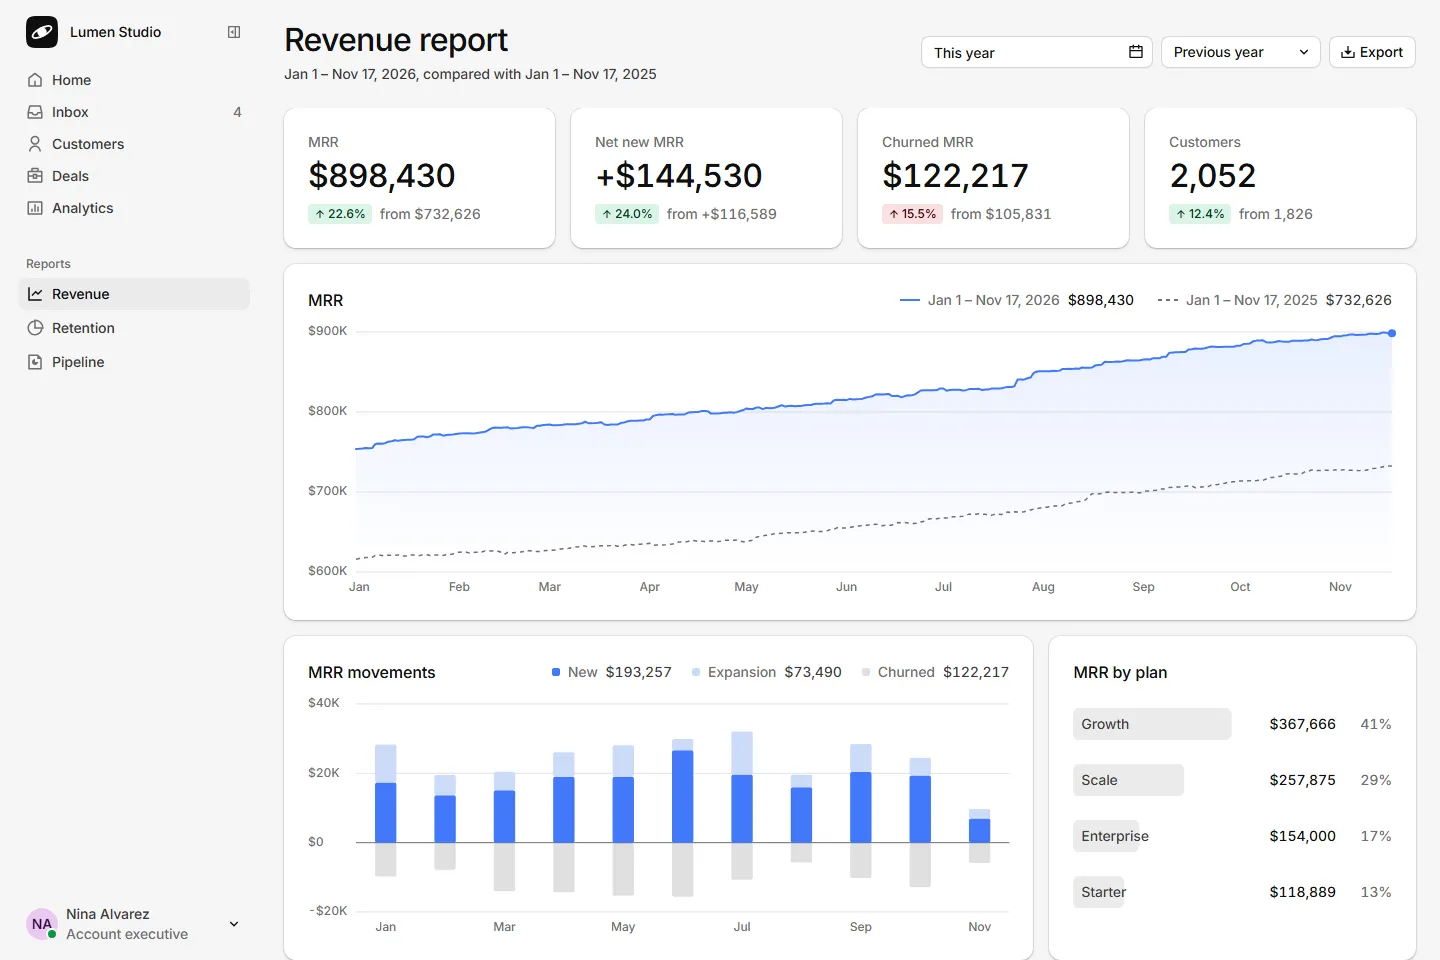 Lumen Studio
Home
Inbox 4
Customers
Deals
Analytics
Reports
Revenue
Retention
Pipeline
NA
Nina Alvarez
Account executive
Revenue report
Jan 1 – Nov 17, 2026, compared with Jan 1 – Nov 17, 2025
This year
Previous year
Export
MRR
$898,430
↑ 22.6% from $732,626
Net new MRR
+$144,530
↑ 24.0% from +$116,589
Churned MRR
$122,217
↑ 15.5% from $105,831
Customers
2,052
↑ 12.4% from 1,826
MRR
Jan 1 – Nov 17, 2026 $898,430
Jan 1 – Nov 17, 2025 $732,626
$900K
$800K
$700K
$600K
Jan Feb Mar Apr May Jun Jul Aug Sep Oct Nov
MRR movements
New $193,257
Expansion $73,490
Churned $122,217
$40K
$20K
$0
-$20K
Jan Mar May Jul Sep Nov
MRR by plan
Growth $367,666 41%
Scale $257,875 29%
Enterprise $154,000 17%
Starter $118,889 13%